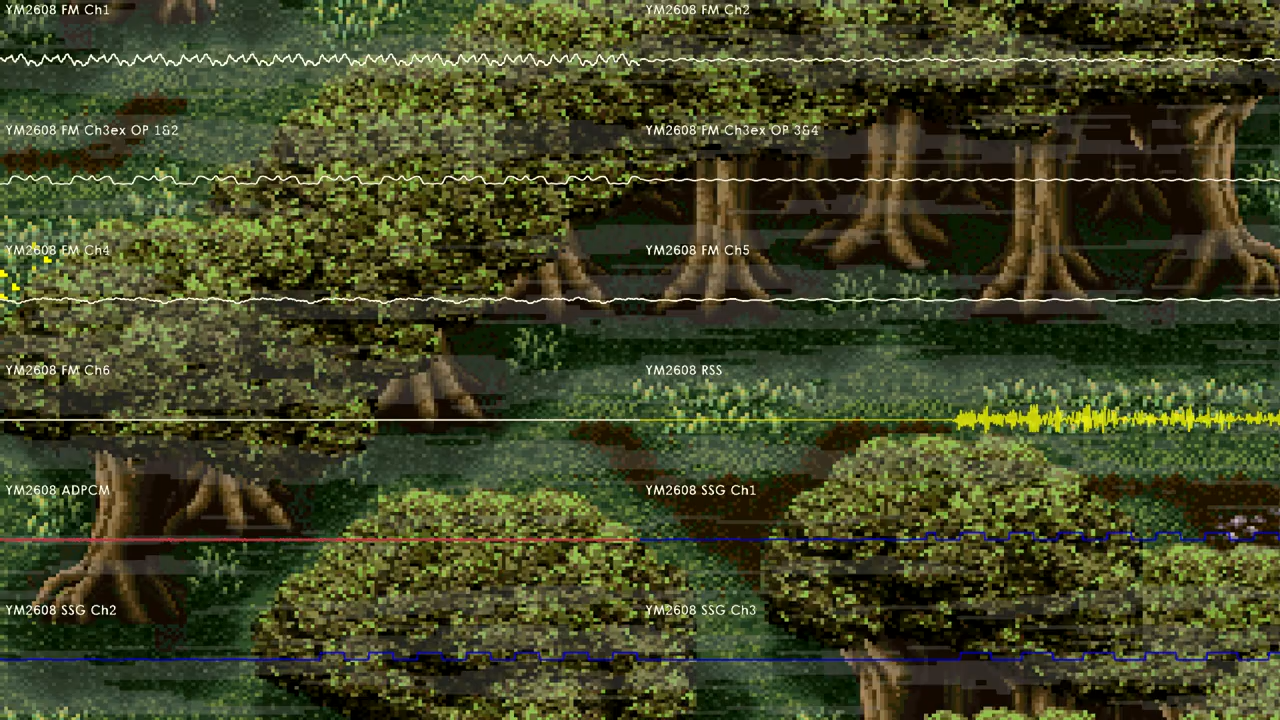 YM2608 FM Ch1
YM2608 FM Ch2
YM2608 FM Ch3ex OP 1&2
YM2608 FM Ch3ex OP 3&4
YM2608 FM Ch4
YM2608 FM Ch5
YM2608 FM Ch6
YM2608 RSS
YM2608 ADPCM
YM2608 SSG Ch1
YM2608 SSG Ch2
YM2608 SSG Ch3